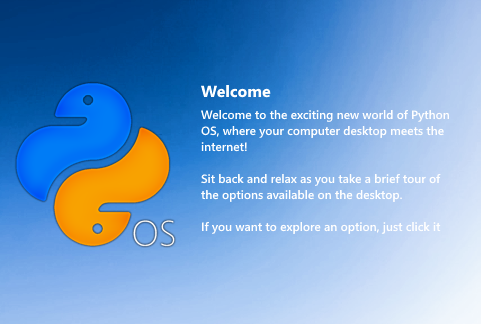 Welcome
Welcome to the exciting new world of Python
OS, where your computer desktop meets the
internet!
Sit back and relax as you take a brief tour of
the options available on the desktop.
If you want to explore an option, just click it
OS